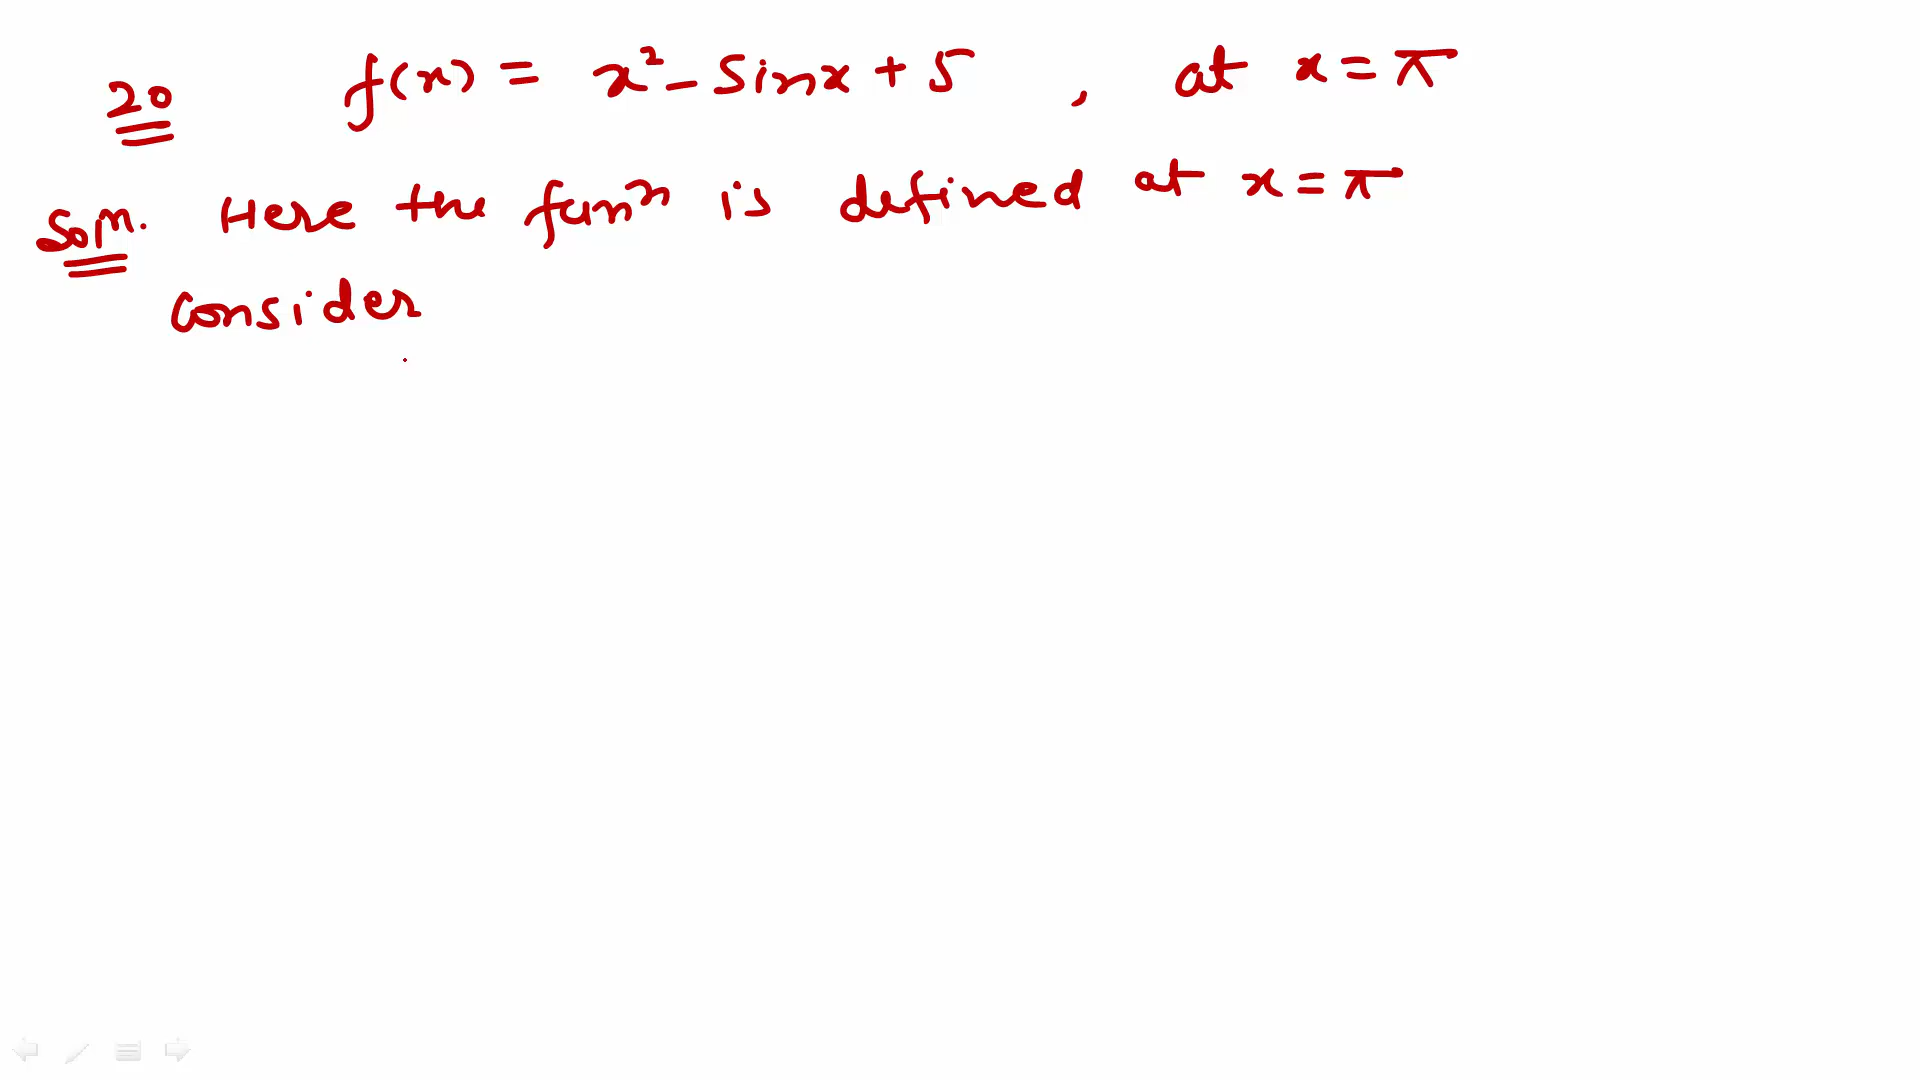 20 f(x) = x² - sinx + 5 , at x = π
Soln. Here the funⁿ is defined at x = π
consider